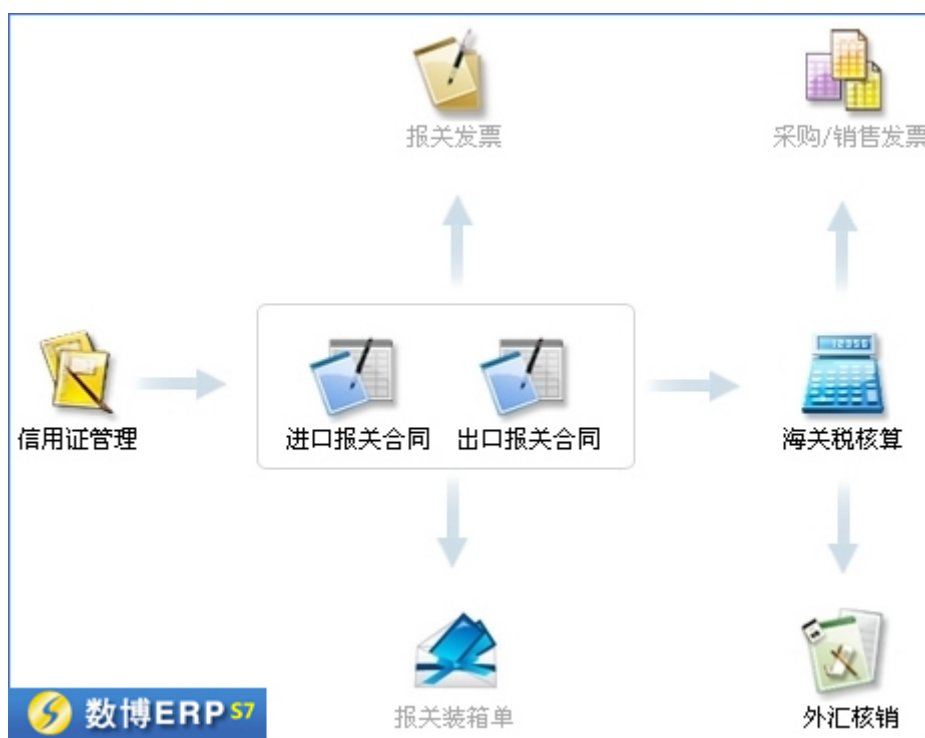 报关发票
采购/销售发票
信用证管理
进口报关合同
出口报关合同
12356
海关税核算
报关装箱单
外汇核销
数博ERP S7